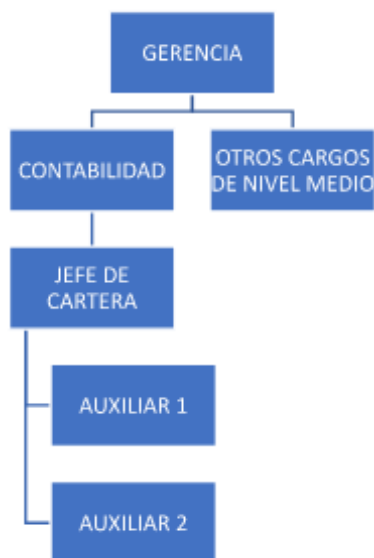 GERENCIA
CONTABILIDAD
OTROS CARGOS
DE NIVEL MEDIO
JEFE DE
CARTERA
AUXILIAR 1
AUXILIAR 2